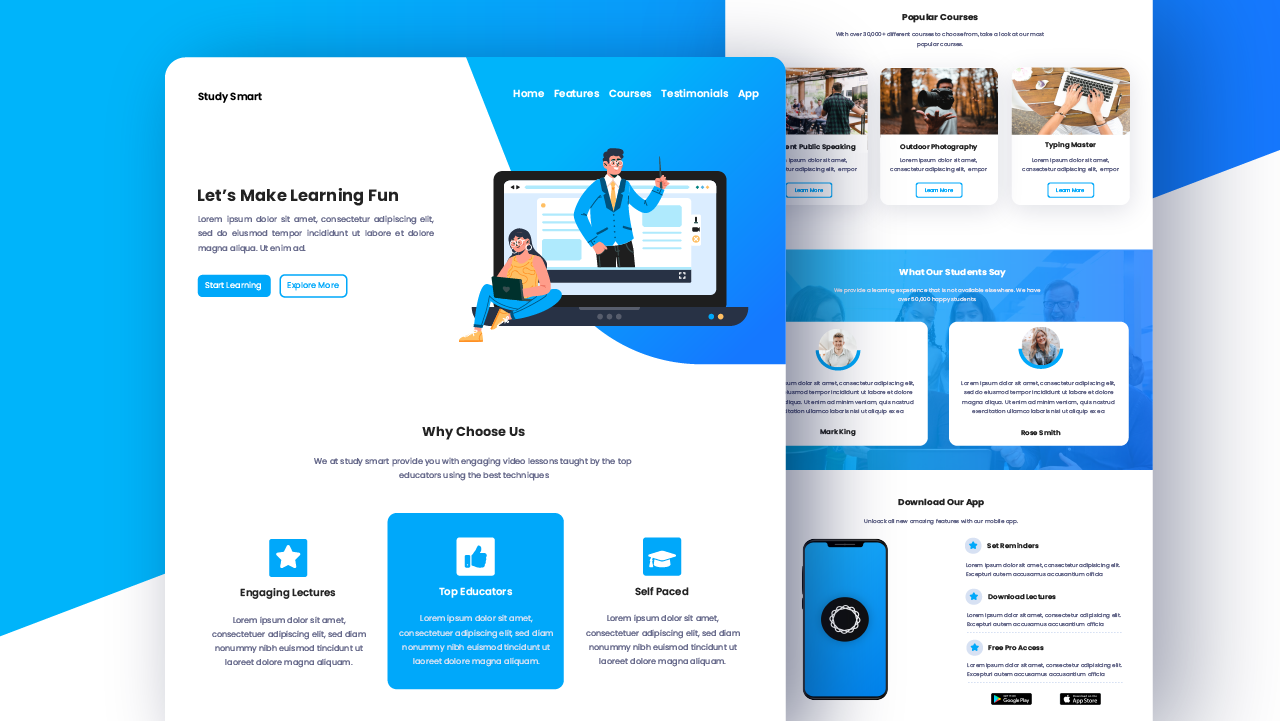 Study Smart
Home Features Courses Testimonials App
Let's Make Learning Fun
Lorem ipsum dolor sit amet, consectetur adipiscing elit,
sed do eiusmod tempor incididunt ut labore et dolore
magna aliqua. Ut enim ad.
Start Learning Explore More
Why Choose Us
We at study smart provide you with engaging video lessons taught by the top
educators using the best techniques
Engaging Lectures
Lorem ipsum dolor sit amet,
consectetuer adipiscing elit, sed diam
nonummy nibh euismod tincidunt ut
laoreet dolore magna aliquam.
Top Educators
Lorem ipsum dolor sit amet,
consectetuer adipiscing elit, sed diam
nonummy nibh euismod tincidunt ut
laoreet dolore magna aliquam.
Self Paced
Lorem ipsum dolor sit amet,
consectetuer adipiscing elit, sed diam
nonummy nibh euismod tincidunt ut
laoreet dolore magna aliquam.
Popular Courses
With over 30,000+ different courses to choose from, take a look at our most
popular courses.
ent Public Speaking
ipsum dolor sit amet,
tur adipiscing elit, empor
Learn More
Outdoor Photography
Lorem ipsum dolor sit amet,
consectetur adipiscing elit, empor
Learn More
Typing Master
Lorem ipsum dolor sit amet,
consectetur adipiscing elit, empor
Learn More
What Our Students Say
We provide a learning experience that is not available elsewhere. We have
over 50,000 happy students
sum dolor sit amet, consectetur adipiscing elit,
eiusmod tempor incididunt ut labore et dolore
aliqua. Ut enim ad minim veniam, quis nostrud
itation ullamco laboris nisi ut aliquip ex ea
Mark King
Lorem ipsum dolor sit amet, consectetur adipiscing elit,
sed do eiusmod tempor incididunt ut labore et dolore
magna aliqua. Ut enim ad minim veniam, quis nostrud
exercitation ullamco laboris nisi ut aliquip ex ea
Rose Smith
Download Our App
Unloack all new amazing features with our mobile app.
Set Reminders
Lorem ipsum dolor sit amet, consectetur adipisicing elit.
Excepturi autem accusamus accusantium officia
Download Lectures
Lorem ipsum dolor sit amet, consectetur adipisicing elit.
Excepturi autem accusamus accusantium officia
Free Pro Access
Lorem ipsum dolor sit amet, consectetur adipisicing elit.
Excepturi autem accusamus accusantium officia
Google Play
App Store